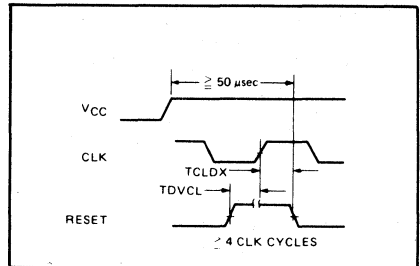 ≧ 50 μsec
VCC
CLK
TCLDX
TDVCL
RESET
≧ 4 CLK CYCLES